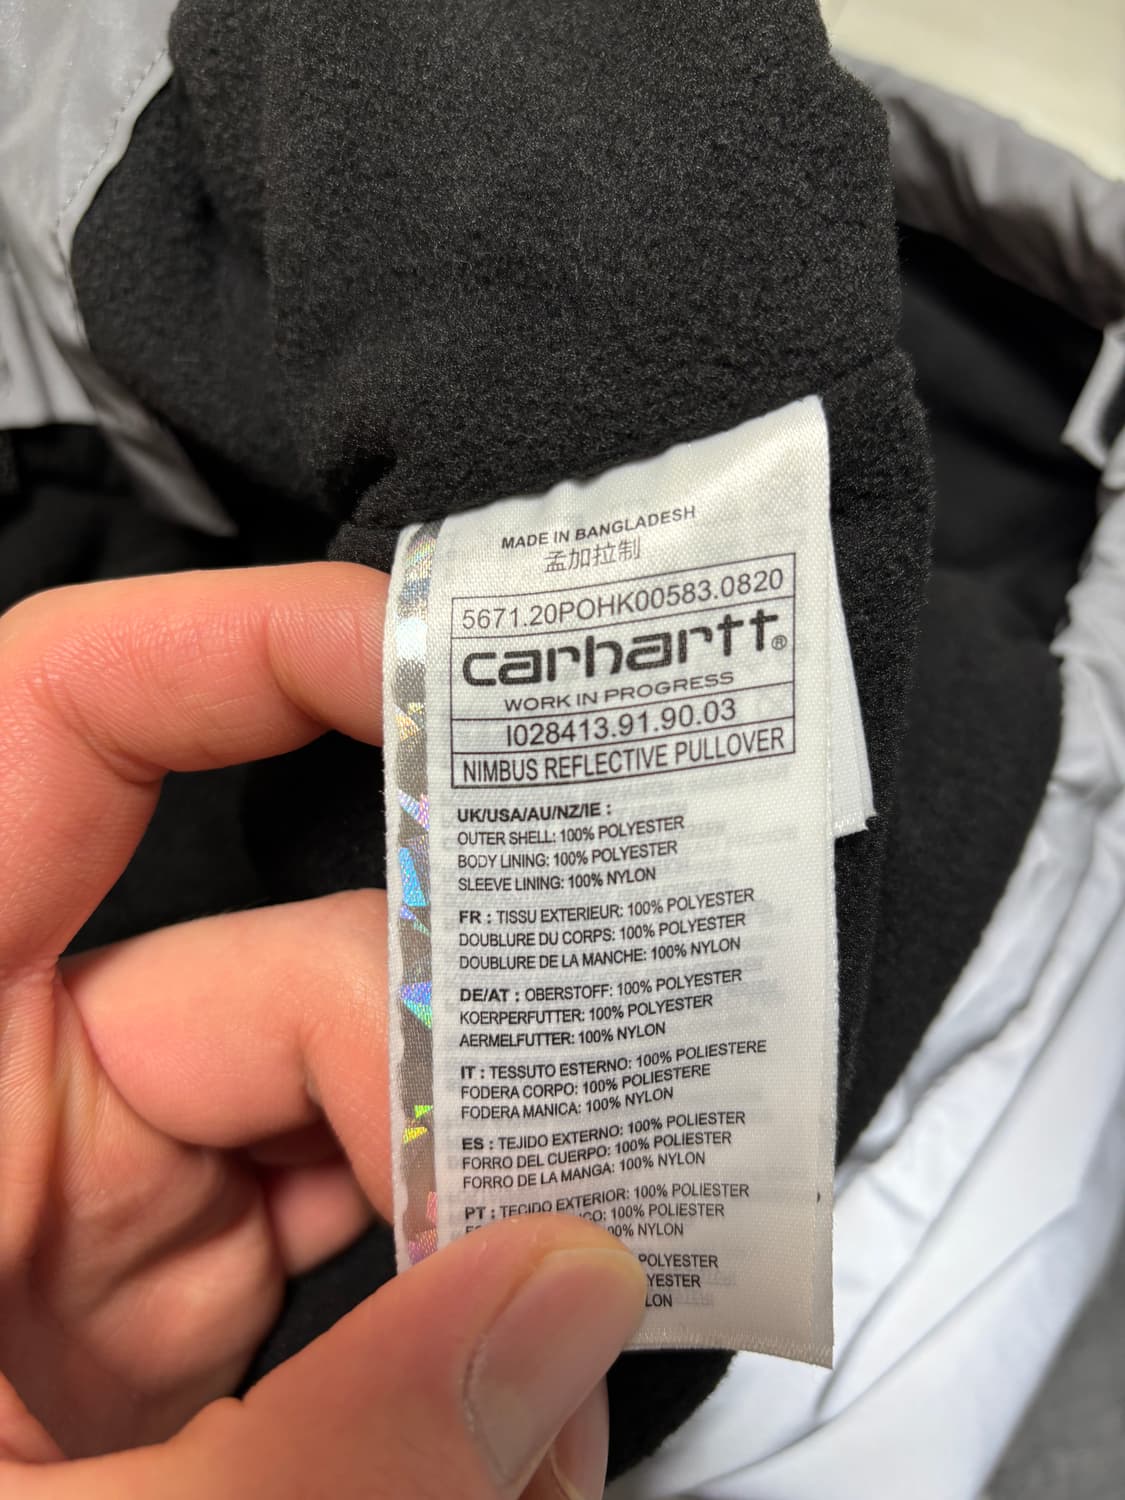 MADE IN BANGLADESH
孟加拉制
5671.20POHK00583.0820
carhartt®
WORK IN PROGRESS
I028413.91.90.03
NIMBUS REFLECTIVE PULLOVER
UK/USA/AU/NZ/IE :
OUTER SHELL: 100% POLYESTER
BODY LINING: 100% POLYESTER
SLEEVE LINING: 100% NYLON
FR : TISSU EXTERIEUR: 100% POLYESTER
DOUBLURE DU CORPS: 100% POLYESTER
DOUBLURE DE LA MANCHE: 100% NYLON
DE/AT : OBERSTOFF: 100% POLYESTER
KOERPERFUTTER: 100% POLYESTER
AERMELFUTTER: 100% NYLON
IT : TESSUTO ESTERNO: 100% POLIESTERE
FODERA CORPO: 100% POLIESTERE
FODERA MANICA: 100% NYLON
ES : TEJIDO EXTERNO: 100% POLIESTER
FORRO DEL CUERPO: 100% POLIESTER
FORRO DE LA MANGA: 100% NYLON
PT : TECIDO EXTERIOR: 100% POLIESTER
100% POLIESTER
NYLON
POLYESTER